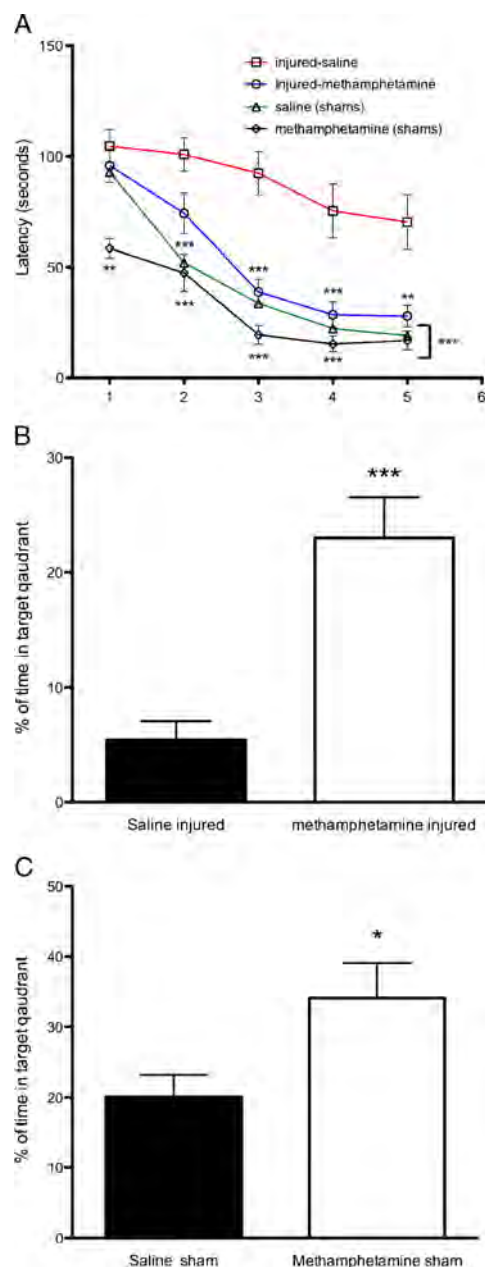 A
150
100
50
0
Latency (seconds)
injured-saline
Injured-methamphetamine
saline (shams)
methamphetamine (shams)
**
***
***
***
***
***
***
**
***
1 2 3 4 5 6
B
30
20
10
0
% of time in target qaudrant
***
Saline injured methamphetamine injured
C
50
40
30
20
10
0
% of time in target qaudrant
*
Saline sham Methamphetamine sham